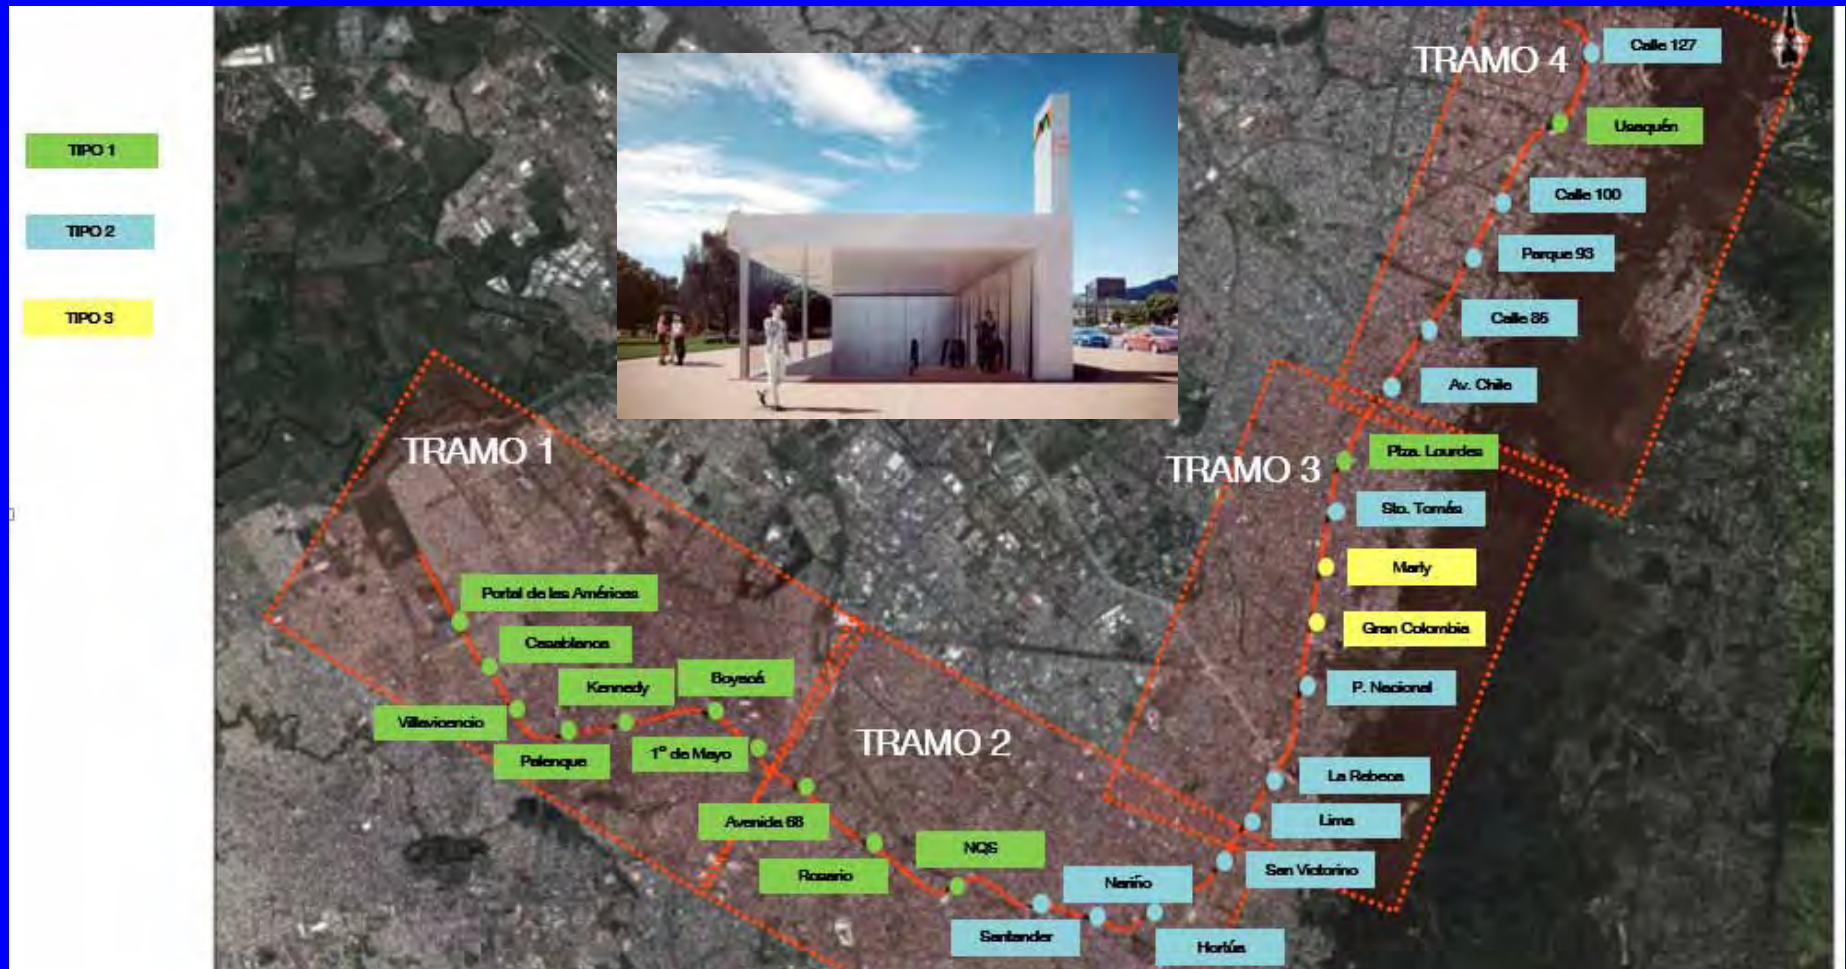 TIPO 1
TIPO 2
TIPO 3
TRAMO 4
Calle 127
Usaquén
Calle 100
Parque 93
Calle 85
Av. Chile
TRAMO 1
TRAMO 3
Plza. Lourdes
Sto. Tomás
Marly
Gran Colombia
P. Nacional
La Rebeca
Lima
San Victorino
Portal de las Américas
Casablanca
Kennedy
Boyacá
Villavicencio
Palenque
1º de Mayo
TRAMO 2
Avenida 68
Rosario
NQS
Nariño
Santander
Hortúa